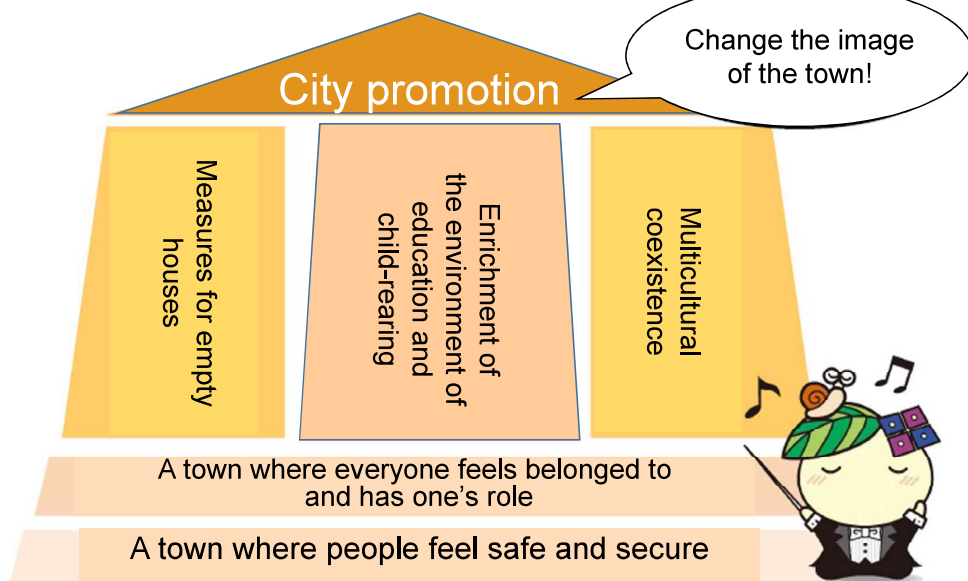 Change the image
of the town!
City promotion
Measures for empty
houses
Enrichment of
the environment of
education and
child-rearing
Multicultural
coexistence
A town where everyone feels belonged to
and has one’s role
A town where people feel safe and secure